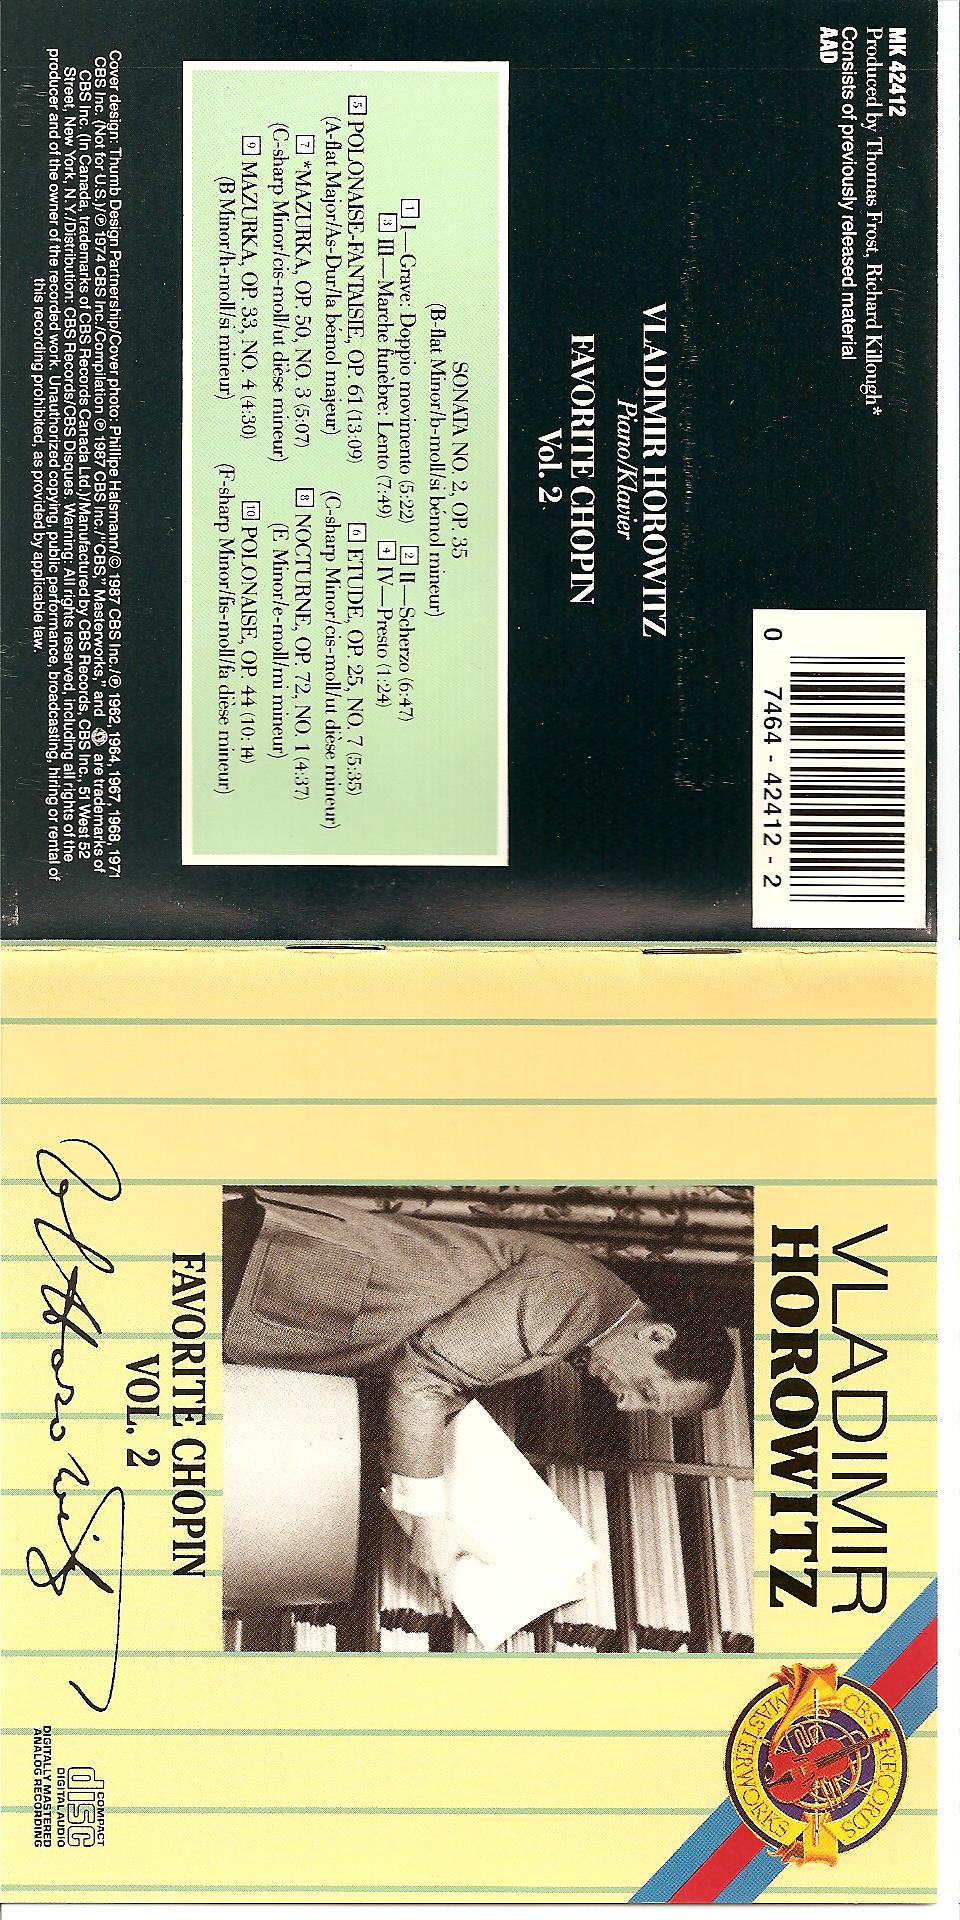 MK 42412
Produced by Thomas Frost, Richard Killough*
Consists of previously released material
AAD
0 7464 - 42412 - 2
VLADIMIR HOROWITZ
Piano/Klavier
FAVORITE CHOPIN
Vol. 2
SONATA NO. 2, OP. 35
(B-flat Minor/b-moll/si bémol mineur)
1 I—Grave: Doppio movimento (5:22) 2 II—Scherzo (6:47)
3 III—Marche funèbre: Lento (7:49) 4 IV—Presto (1:24)
5 POLONAISE-FANTAISIE, OP. 61 (13:09) 6 ETUDE, OP. 25, NO. 7 (5:35)
(A-flat Major/As-Dur/la bémol majeur) (C-sharp Minor/cis-moll/ut dièse mineur)
7 *MAZURKA, OP. 50, NO. 3 (5:07) 8 NOCTURNE, OP. 72, NO. 1 (4:37)
(C-sharp Minor/cis-moll/ut dièse mineur) (E Minor/e-moll/mi mineur)
9 MAZURKA, OP. 33, NO. 4 (4:30) 10 POLONAISE, OP. 44 (10:14)
(B Minor/h-moll/si mineur) (F-sharp Minor/fis-moll/fa dièse mineur)
Cover design: Thumb Design Partnership/Cover photo: Phillipe Halsmann/© 1987 CBS Inc./℗ 1962, 1964, 1967, 1968, 1971
CBS Inc. (Not for U.S.)/℗ 1974 CBS Inc./Compilation ℗ 1987 CBS Inc./"CBS," Masterworks," and are trademarks of
CBS Inc. (In Canada, trademarks of CBS Records Canada Ltd.)/Manufactured by CBS Records, CBS Inc., 51 West 52
Street, New York, N.Y./Distribution: CBS Records/CBS Disques. Warning: All rights reserved, including all rights of the
producer and of the owner of the recorded work. Unauthorized copying, public performance, broadcasting, hiring or rental of
this recording prohibited, as provided by applicable law.
VLADIMIR
HOROWITZ
CBS RECORDS
MASTERWORKS
FAVORITE CHOPIN
VOL. 2
Horowitz
COMPACT
disc
DIGITAL AUDIO
DIGITALLY MASTERED
ANALOG RECORDING